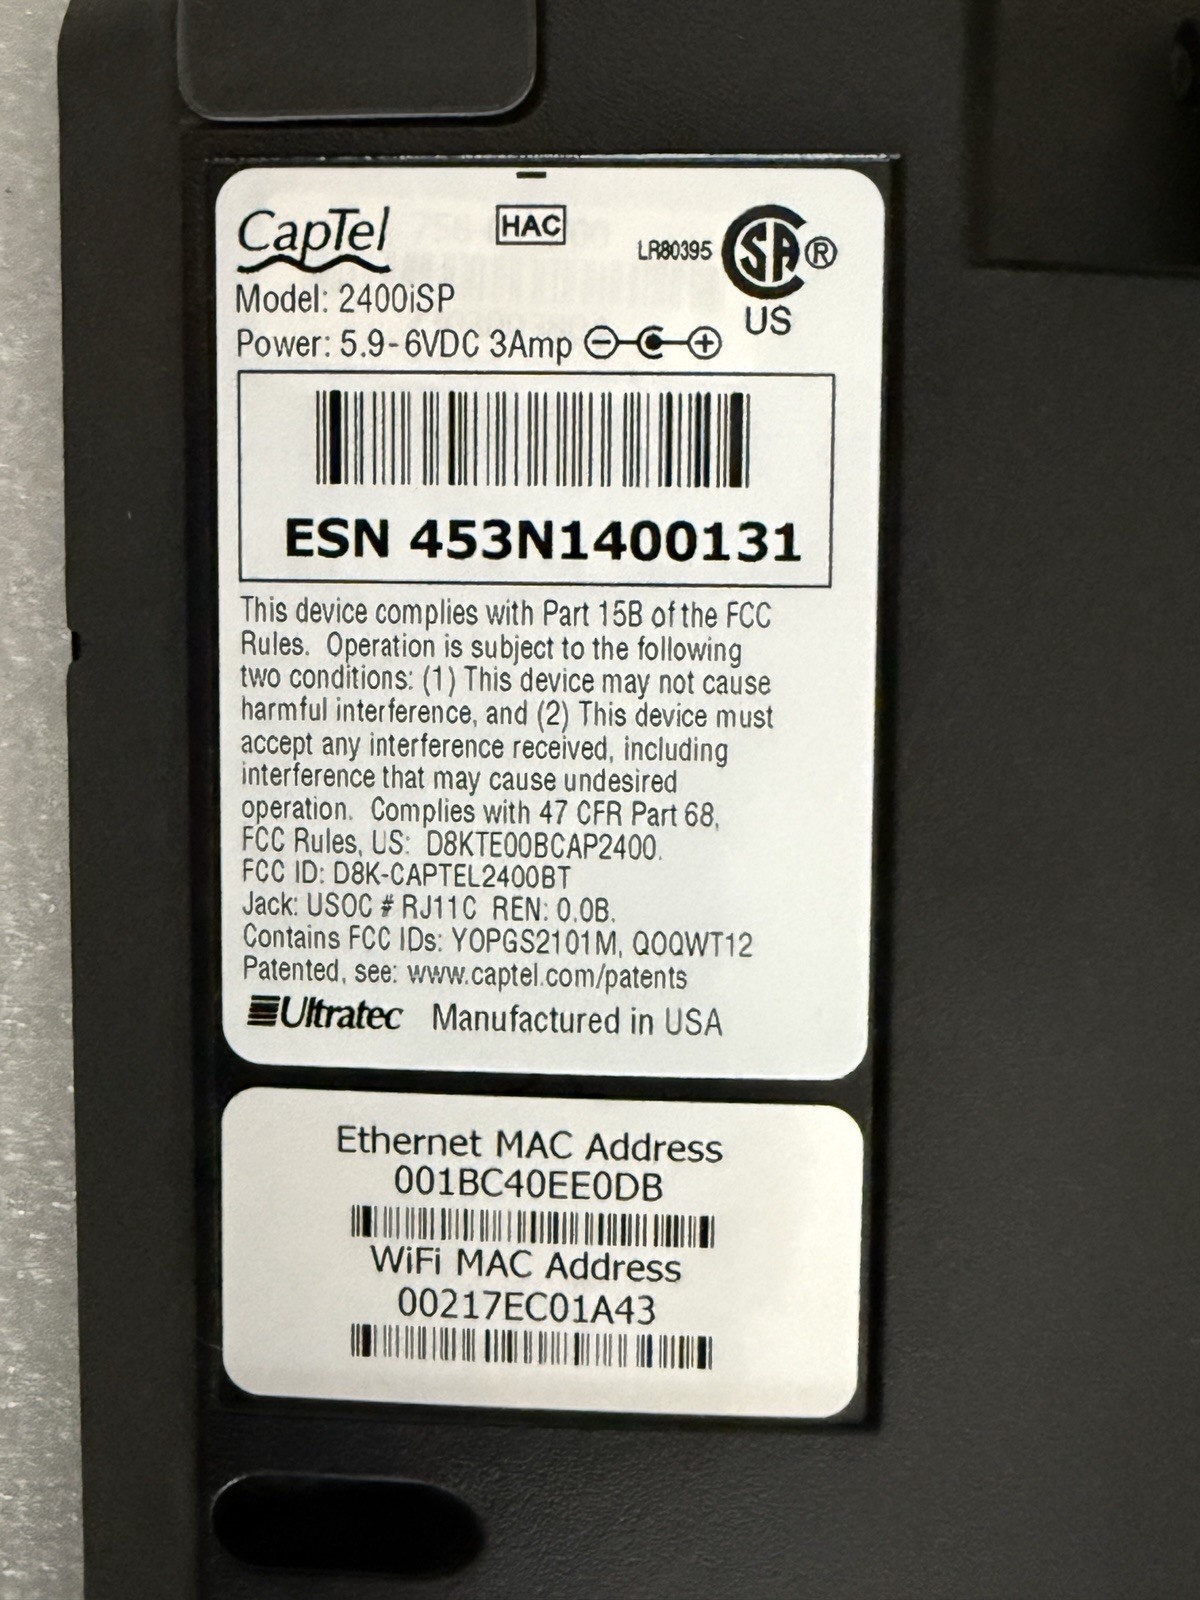 CapTel
HAC
LR80395
SA®
US
Model: 2400iSP
Power: 5.9-6VDC 3Amp
ESN 453N1400131
This device complies with Part 15B of the FCC
Rules. Operation is subject to the following
two conditions: (1) This device may not cause
harmful interference, and (2) This device must
accept any interference received, including
interference that may cause undesired
operation. Complies with 47 CFR Part 68,
FCC Rules, US: D8KTE00BCAP2400.
FCC ID: D8K-CAPTEL2400BT
Jack: USOC # RJ11C REN: 0.0B.
Contains FCC IDs: YOPGS2101M, QOQWT12
Patented, see: www.captel.com/patents
Ultratec Manufactured in USA
Ethernet MAC Address
001BC40EE0DB
WiFi MAC Address
00217EC01A43